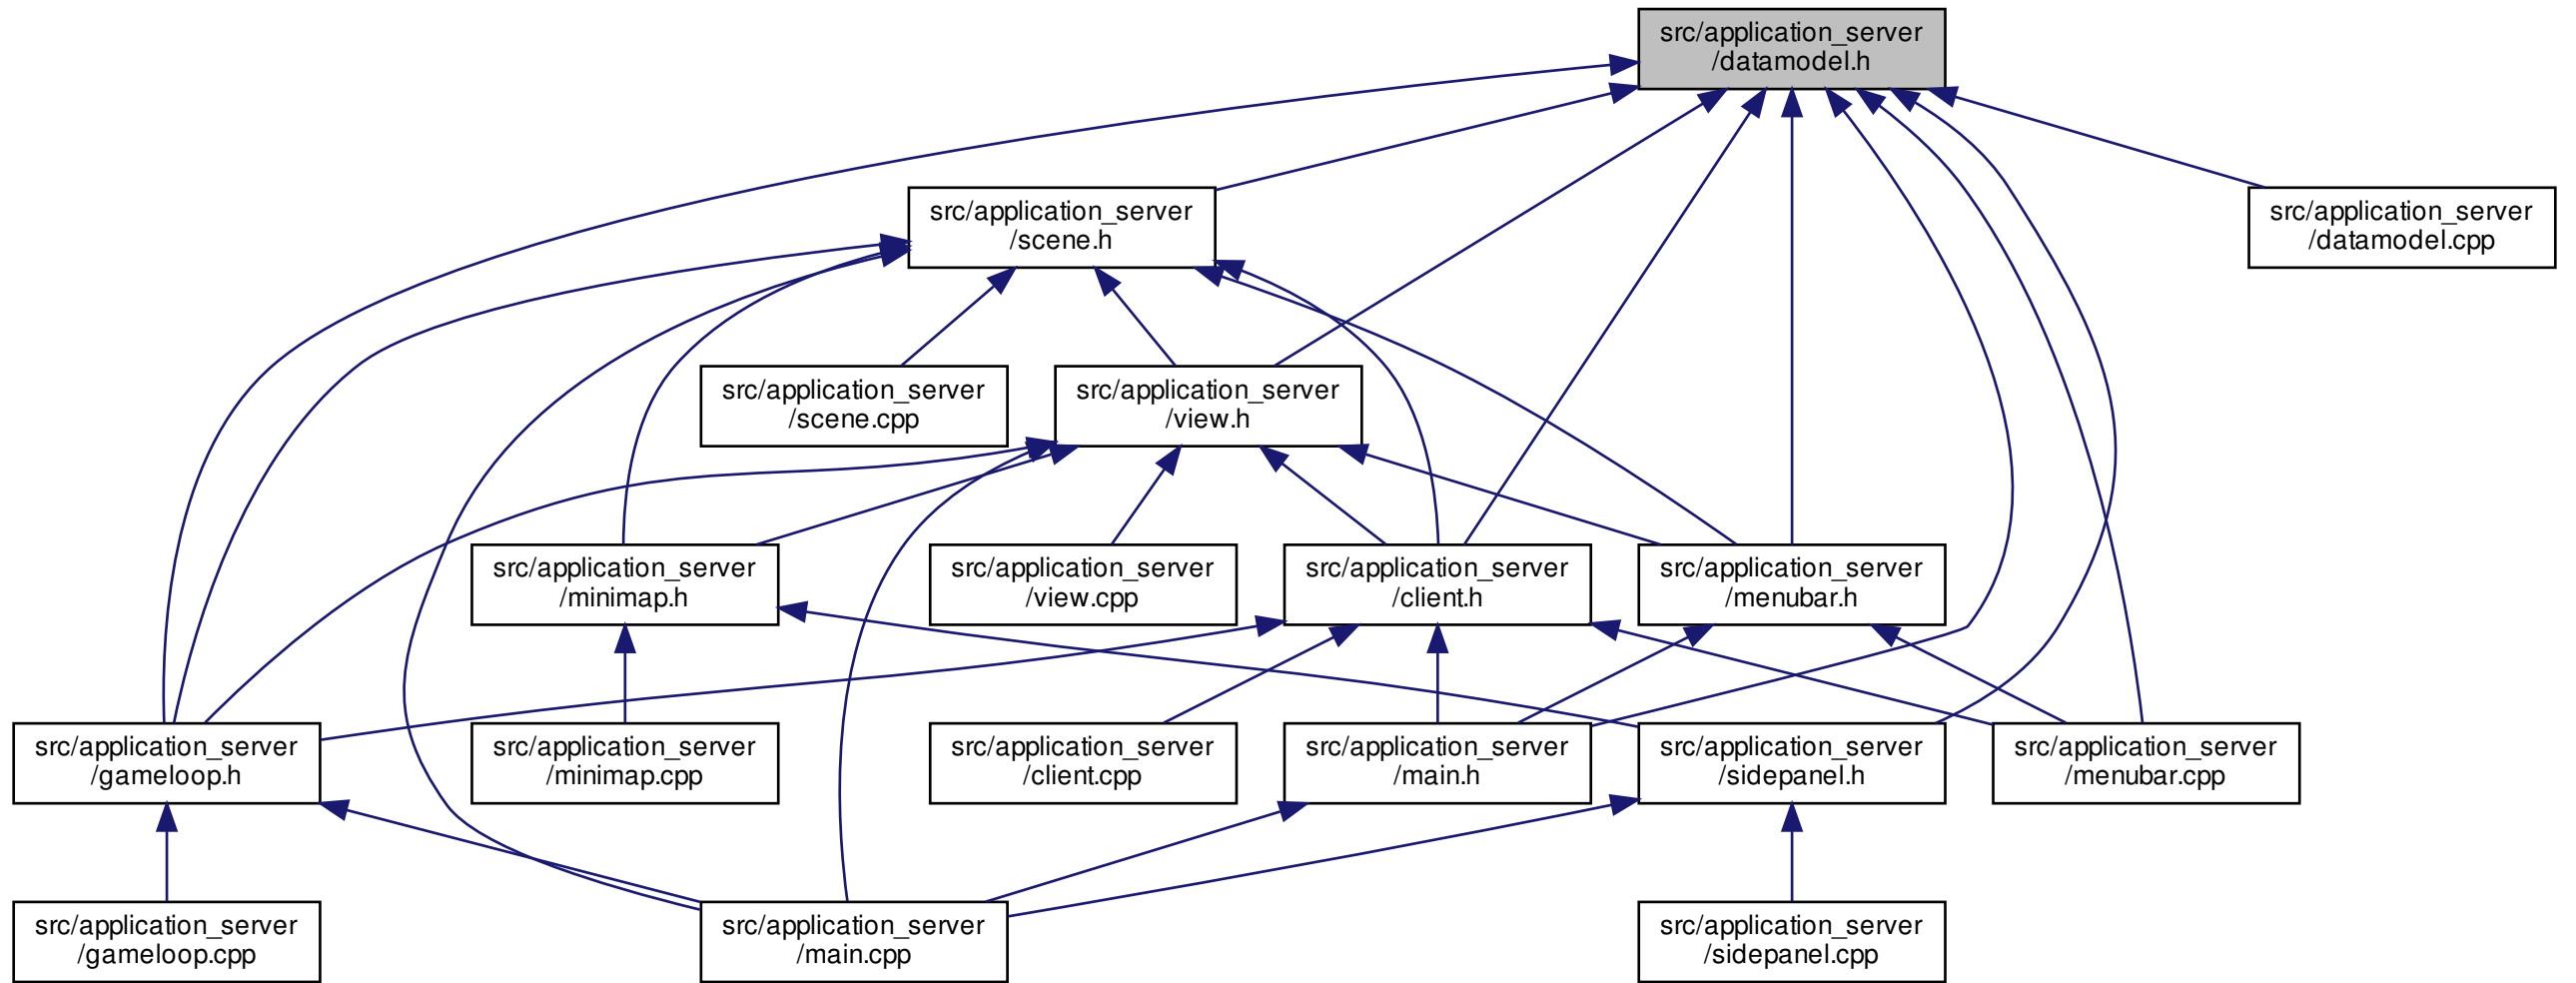 src/application_server
/datamodel.h
src/application_server
/scene.h
src/application_server
/datamodel.cpp
src/application_server
/scene.cpp
src/application_server
/view.h
src/application_server
/minimap.h
src/application_server
/view.cpp
src/application_server
/client.h
src/application_server
/menubar.h
src/application_server
/gameloop.h
src/application_server
/minimap.cpp
src/application_server
/client.cpp
src/application_server
/main.h
src/application_server
/sidepanel.h
src/application_server
/menubar.cpp
src/application_server
/gameloop.cpp
src/application_server
/main.cpp
src/application_server
/sidepanel.cpp